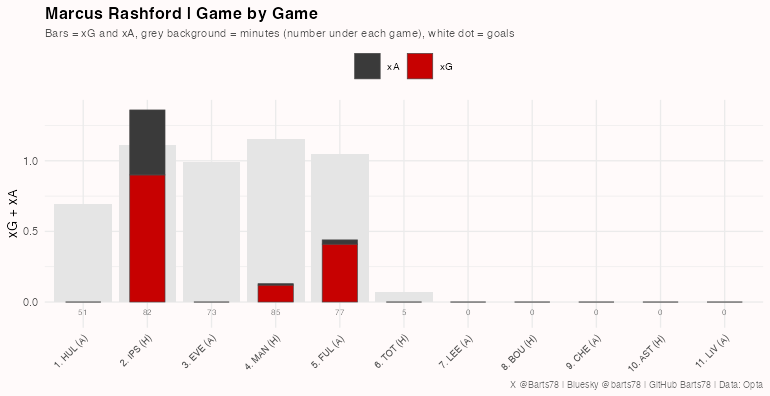 Marcus Rashford | Game by Game
Bars = xG and xA, grey background = minutes (number under each game), white dot = goals
xA
xG
xG + xA
1.0
0.5
0.0
51
82
73
85
77
5
0
0
0
0
0
1. HUL (A)
2. IPS (H)
3. EVE (A)
4. MAN (H)
5. FUL (A)
6. TOT (H)
7. LEE (A)
8. BOU (H)
9. CHE (A)
10. AST (H)
11. LIV (A)
X @Barts78 | Bluesky @barts78 | GitHub Barts78 | Data: Opta